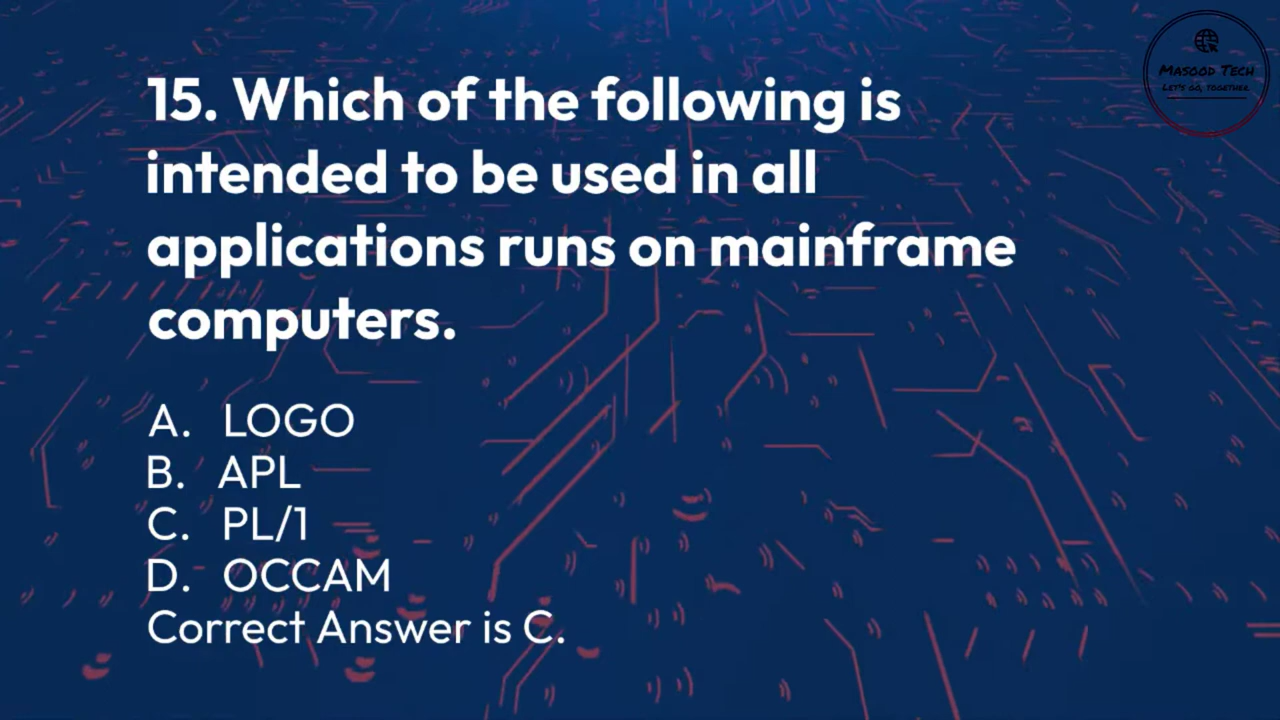 15. Which of the following is
intended to be used in all
applications runs on mainframe
computers.
A. LOGO
B. APL
C. PL/1
D. OCCAM
Correct Answer is C.
MASOOD TECH
LET'S GO, TOGETHER